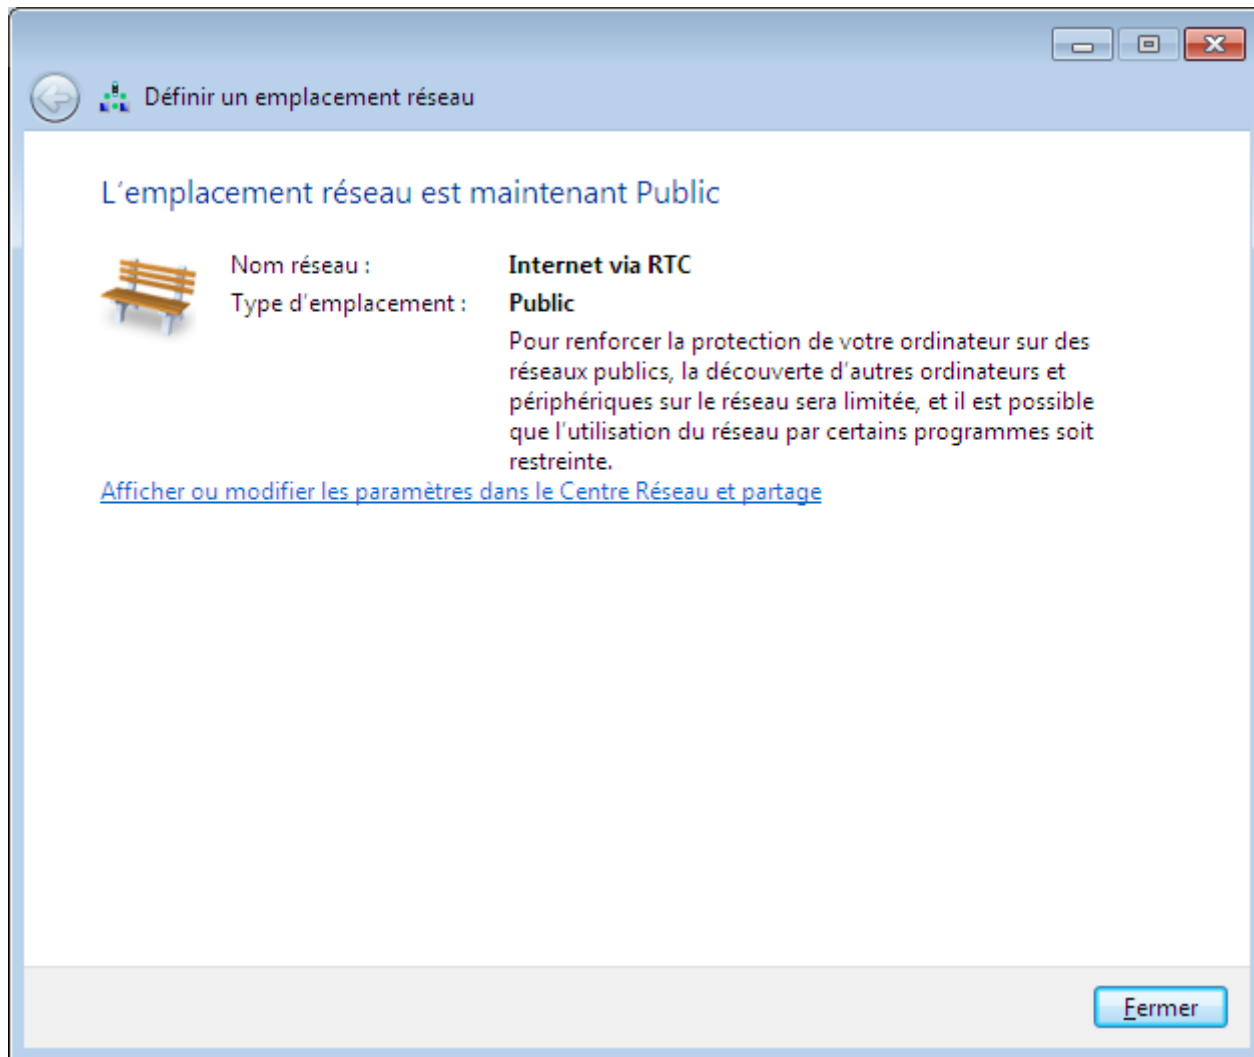 Définir un emplacement réseau
L'emplacement réseau est maintenant Public
Nom réseau : Internet via RTC
Type d'emplacement : Public
Pour renforcer la protection de votre ordinateur sur des
réseaux publics, la découverte d'autres ordinateurs et
périphériques sur le réseau sera limitée, et il est possible
que l'utilisation du réseau par certains programmes soit
restreinte.
Afficher ou modifier les paramètres dans le Centre Réseau et partage
Fermer